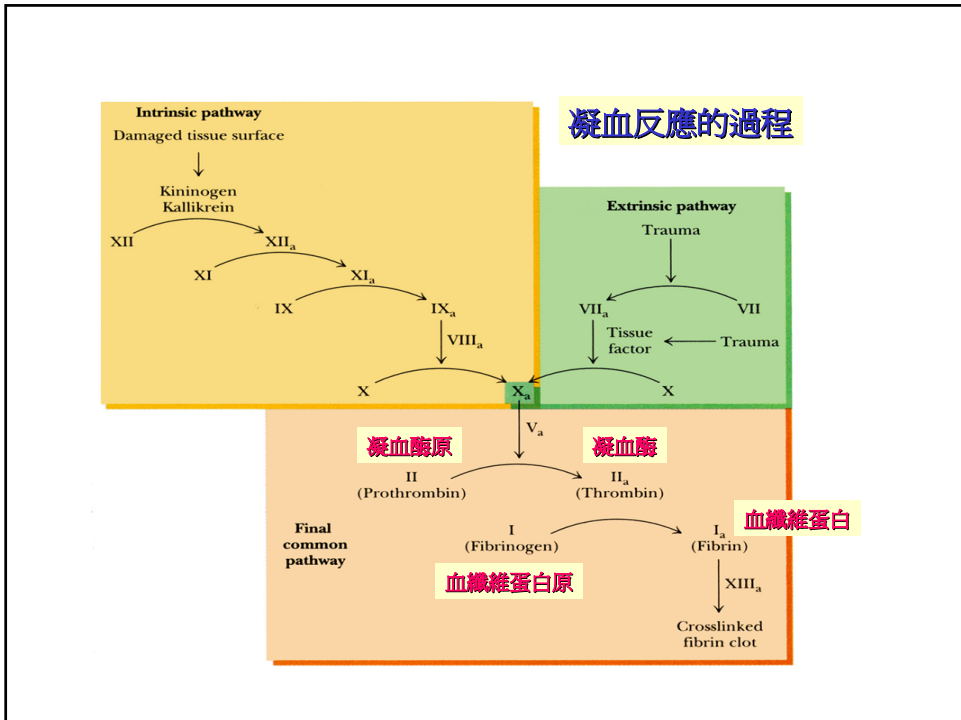 凝血反應的過程
Intrinsic pathway
Damaged tissue surface
Kininogen
Kallikrein
XII
XIIa
XI
XIa
IX
IXa
VIIIa
X
Xa
Extrinsic pathway
Trauma
VIIa
VII
Tissue
factor
Trauma
X
Va
凝血酶原
凝血酶
II
(Prothrombin)
IIa
(Thrombin)
血纖維蛋白
Final
common
pathway
I
(Fibrinogen)
Ia
(Fibrin)
血纖維蛋白原
XIIIa
Crosslinked
fibrin clot